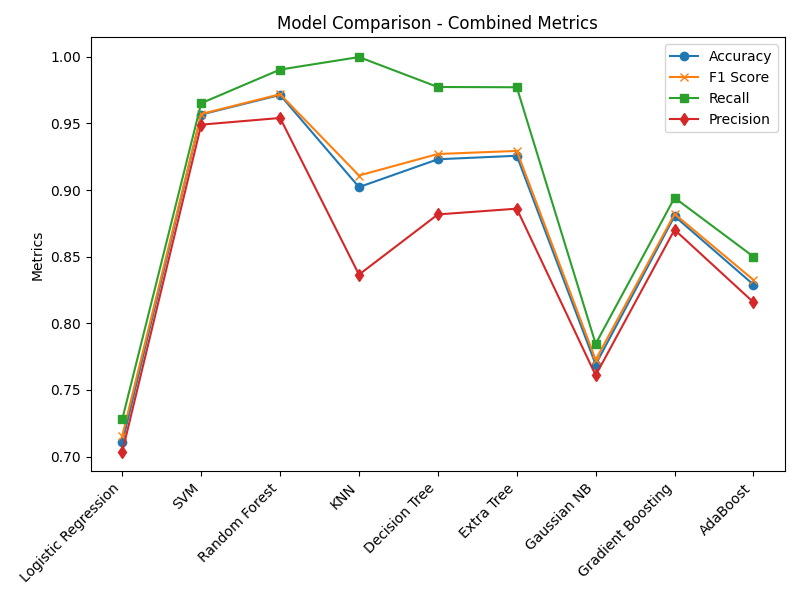 Model Comparison - Combined Metrics
Accuracy
F1 Score
Recall
Precision
Metrics
1.00
0.95
0.90
0.85
0.80
0.75
0.70
Logistic Regression
SVM
Random Forest
KNN
Decision Tree
Extra Tree
Gaussian NB
Gradient Boosting
AdaBoost